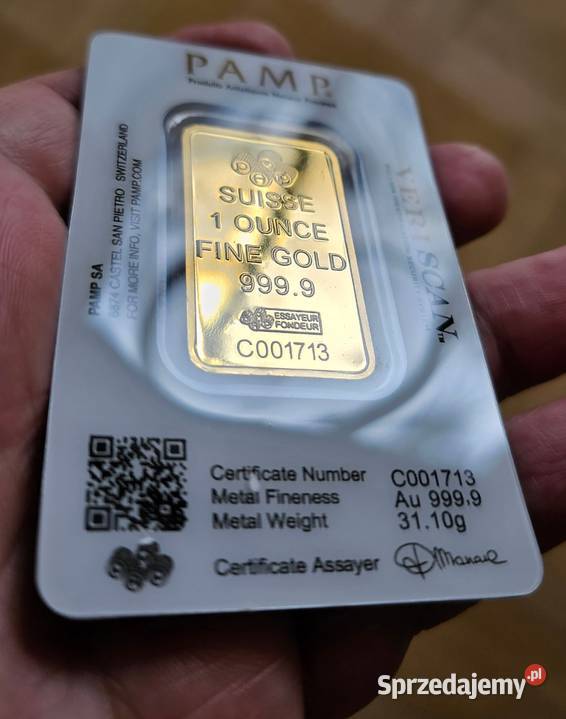 PAMP
SUISSE
1 OUNCE
FINE GOLD
999.9
ESSAYEUR
FONDEUR
C001713
PAMP SA
6874 CASTEL SAN PIETRO SWITZERLAND
FOR MORE INFO, VISIT PAMP.COM
VERISCAN™
Certificate Number C001713
Metal Fineness Au 999.9
Metal Weight 31.10g
Certificate Assayer
Sprzedajemy.pl